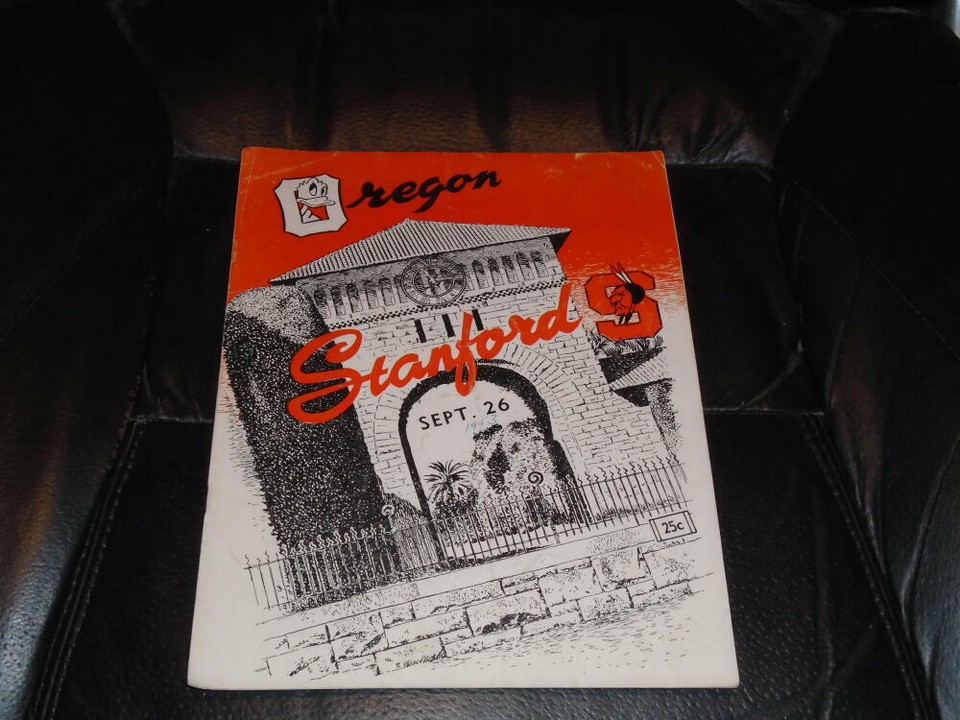 Oregon
Stanford
S
SEPT. 26
25c